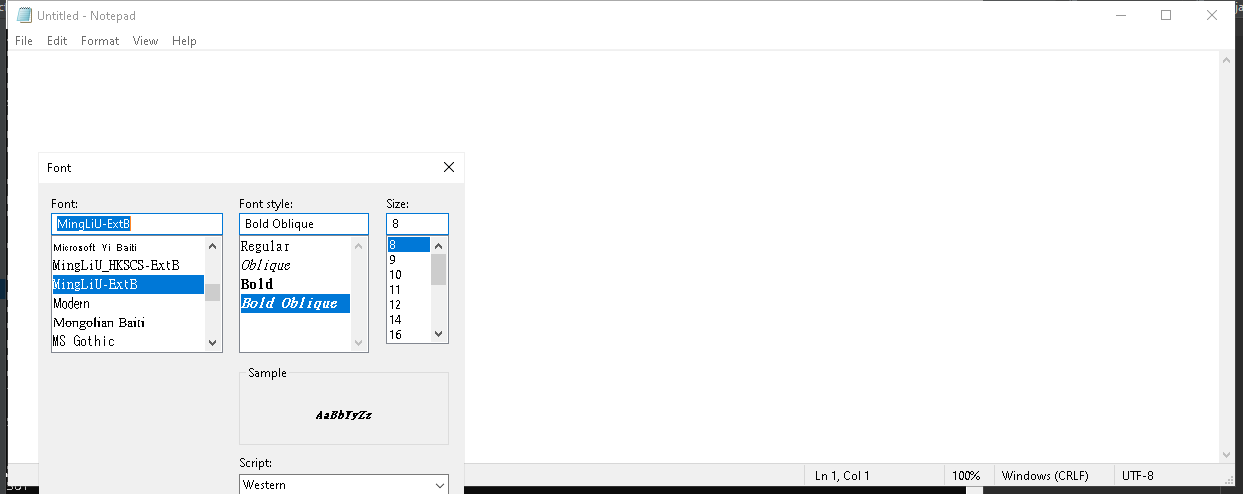 Untitled - Notepad
File Edit Format View Help
Font
Font: Font style: Size:
MingLiU-ExtB Bold Oblique 8
Microsoft Yi Baiti Regular 8
MingLiU_HKSCS-ExtB Oblique 9
MingLiU-ExtB Bold 10
Modern Bold Oblique 11
Mongolian Baiti 12
MS Gothic 14
16
Sample
AaBbYyZz
Script:
Western
Ln 1, Col 1 100% Windows (CRLF) UTF-8